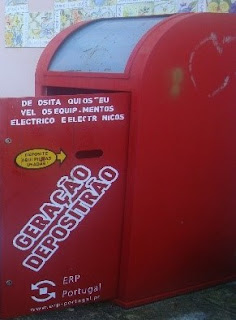 DE OSITA QUI OS EU
VEL OS EQUIP MENTOS
ELECTRICO E ELECTR NICOS
GERAÇÃO
DEPOSITRÃO
ERP
Portugal
www.erp-portugal.pt